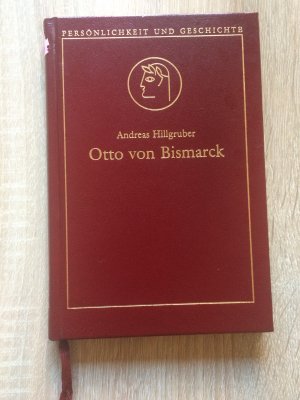 PERSÖNLICHKEIT UND GESCHICHTE
Andreas Hillgruber
Otto von Bismarck